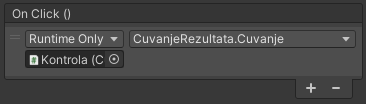 On Click ()
Runtime Only CuvanjeRezultata.Cuvanje
Kontrola (C